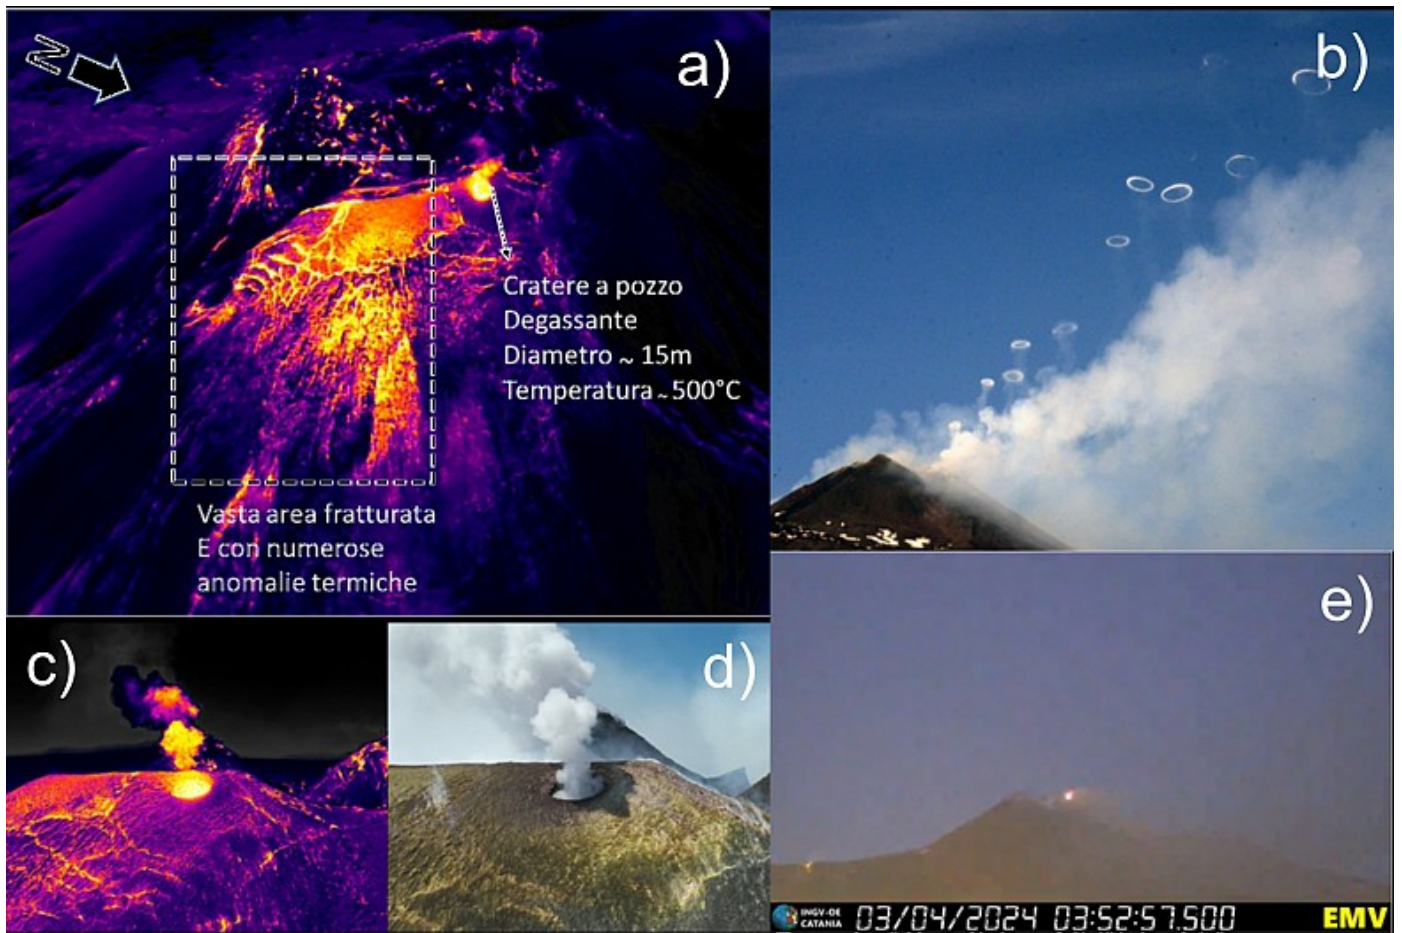 N
a)
Cratere a pozzo
Degassante
Diametro ~ 15m
Temperatura ~ 500°C
Vasta area fratturata
E con numerose
anomalie termiche
b)
c)
d)
e)
INGV-OE
CATANIA
03/04/2024 03:52:57.500
EMV